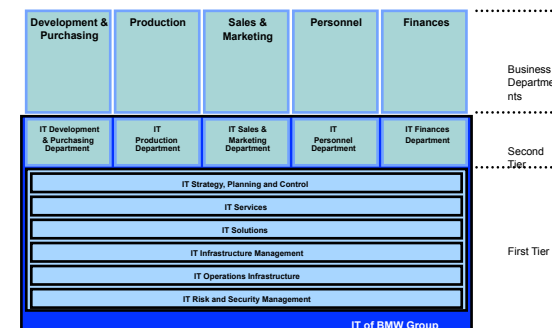 Development & Production Sales & Personnel Finances
Purchasing Marketing
Business
Departme
nts
IT Development IT IT Sales & IT IT Finances
& Purchasing Production Marketing Personnel Department
Department Department Department Department
Second
Tier
IT Strategy, Planning and Control
IT Services
IT Solutions
IT Infrastructure Management
First Tier
IT Operations Infrastructure
IT Risk and Security Management
IT of BMW Group